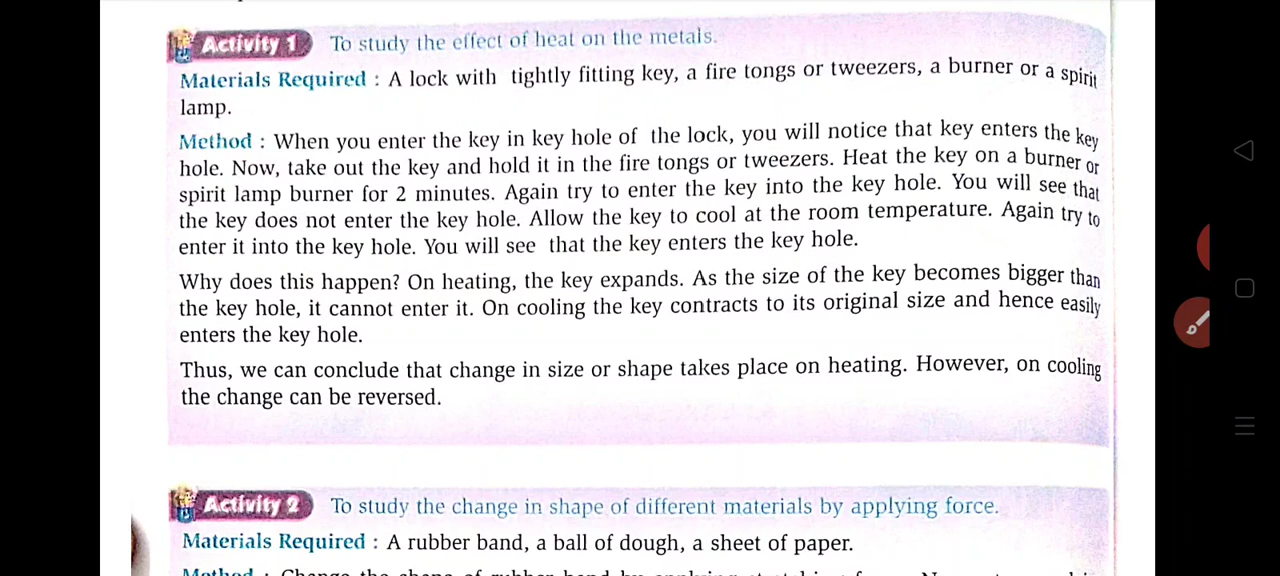 Activity 1 To study the effect of heat on the metals.
Materials Required : A lock with tightly fitting key, a fire tongs or tweezers, a burner or a spirit
lamp.
Method : When you enter the key in key hole of the lock, you will notice that key enters the key
hole. Now, take out the key and hold it in the fire tongs or tweezers. Heat the key on a burner or
spirit lamp burner for 2 minutes. Again try to enter the key into the key hole. You will see that
the key does not enter the key hole. Allow the key to cool at the room temperature. Again try to
enter it into the key hole. You will see that the key enters the key hole.
Why does this happen? On heating, the key expands. As the size of the key becomes bigger than
the key hole, it cannot enter it. On cooling the key contracts to its original size and hence easily
enters the key hole.
Thus, we can conclude that change in size or shape takes place on heating. However, on cooling
the change can be reversed.
Activity 2 To study the change in shape of different materials by applying force.
Materials Required : A rubber band, a ball of dough, a sheet of paper.